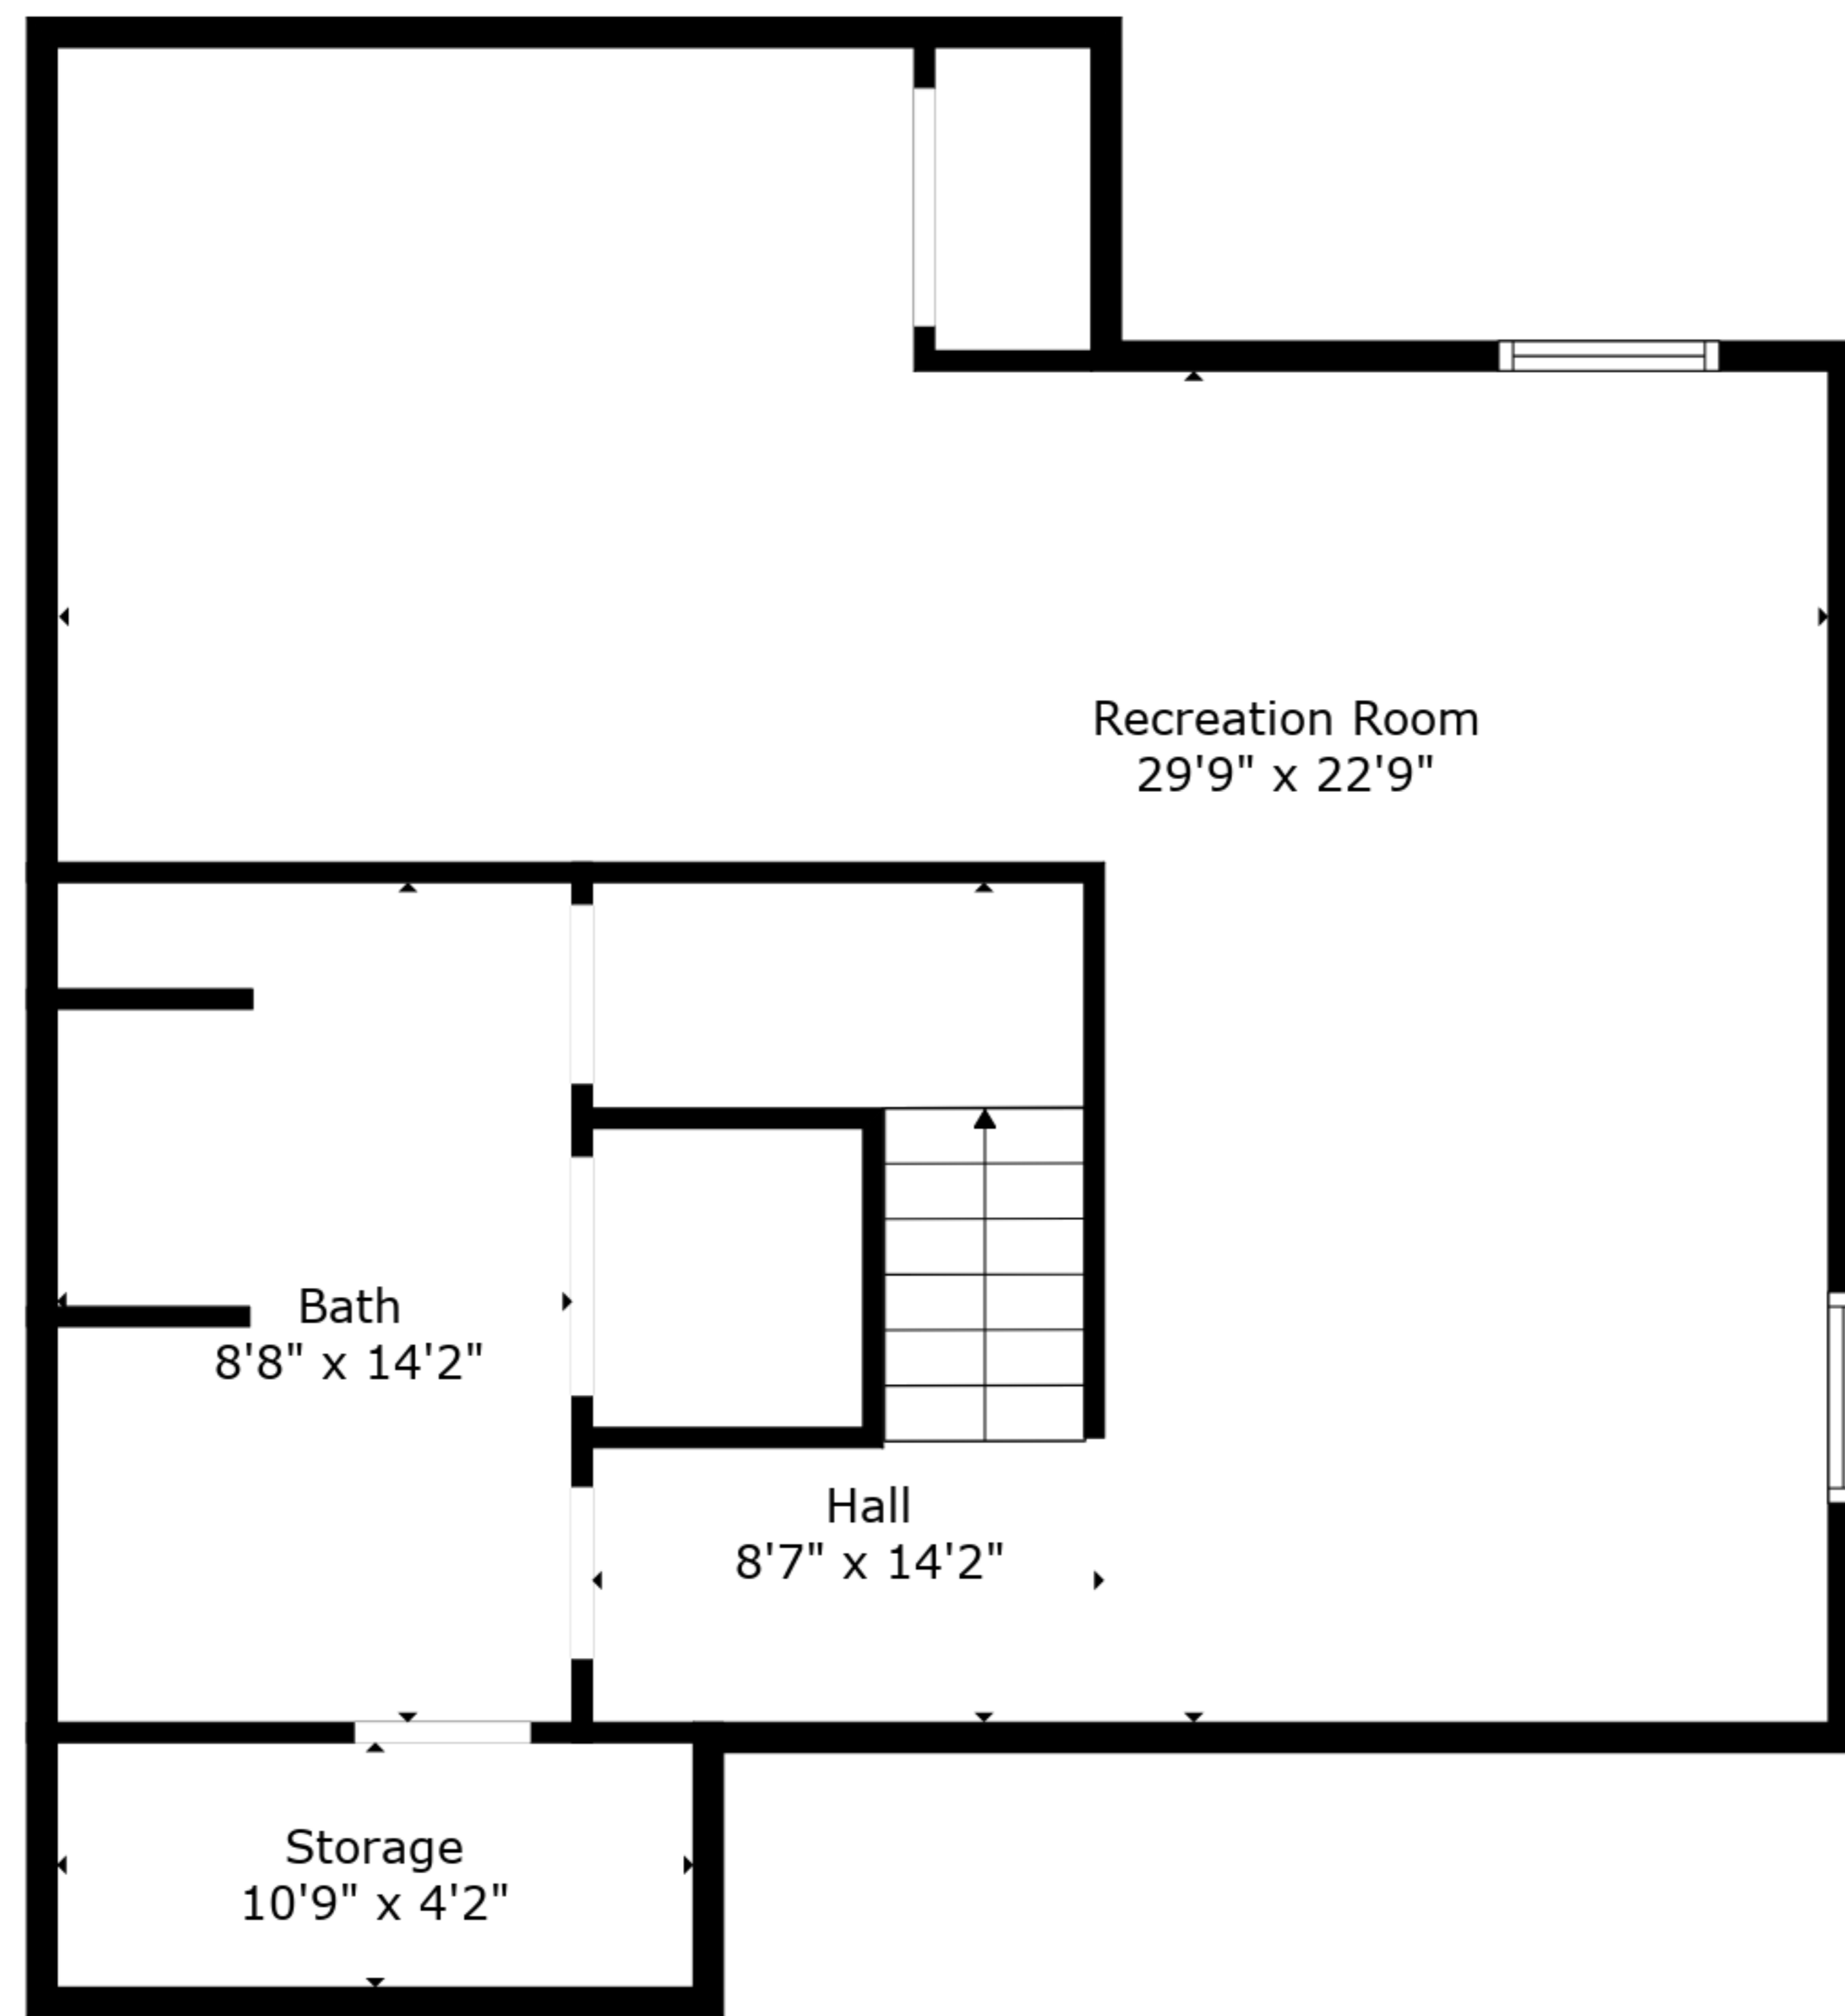 Recreation Room
29'9" x 22'9"
Bath
8'8" x 14'2"
Hall
8'7" x 14'2"
Storage
10'9" x 4'2"